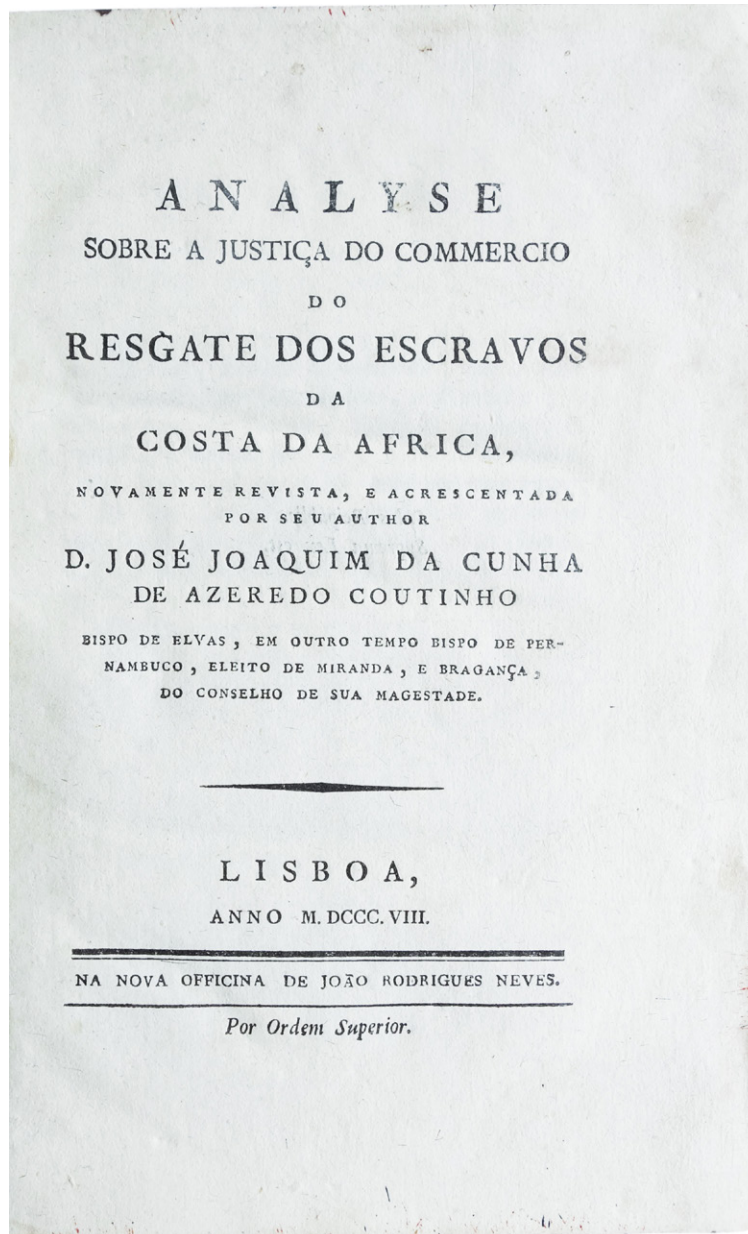 ANALYSE
SOBRE A JUSTIÇA DO COMMERCIO
DO
RESGATE DOS ESCRAVOS
DA
COSTA DA AFRICA,
NOVAMENTE REVISTA, E ACRESCENTADA
POR SEU AUTHOR
D. JOSÉ JOAQUIM DA CUNHA
DE AZEREDO COUTINHO
BISPO DE ELVAS, EM OUTRO TEMPO BISPO DE PER-
NAMBUCO, ELEITO DE MIRANDA, E BRAGANÇA,
DO CONSELHO DE SUA MAGESTADE.
LISBOA,
ANNO M. DCCC. VIII.
NA NOVA OFFICINA DE JOÃO RODRIGUES NEVES.
Por Ordem Superior.